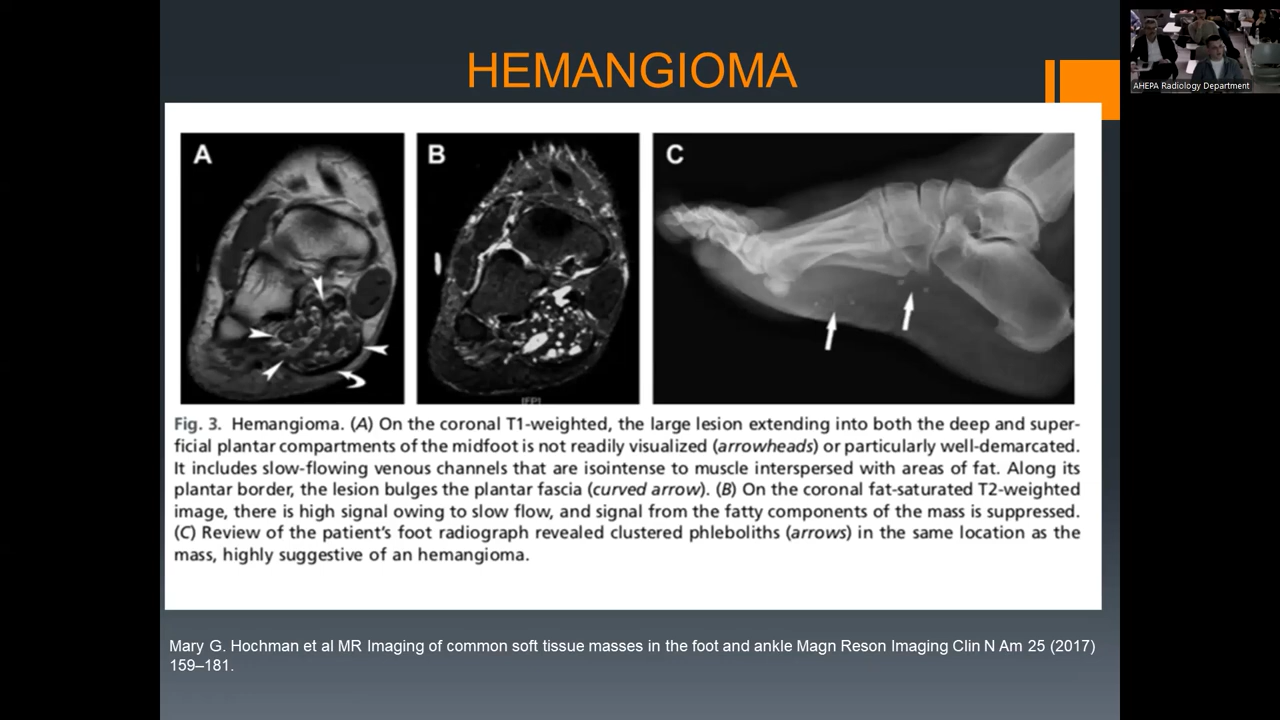 HEMANGIOMA
AHEPA Radiology Department
A
B
C
Fig. 3. Hemangioma. (A) On the coronal T1-weighted, the large lesion extending into both the deep and super-
ficial plantar compartments of the midfoot is not readily visualized (arrowheads) or particularly well-demarcated.
It includes slow-flowing venous channels that are isointense to muscle interspersed with areas of fat. Along its
plantar border, the lesion bulges the plantar fascia (curved arrow). (B) On the coronal fat-saturated T2-weighted
image, there is high signal owing to slow flow, and signal from the fatty components of the mass is suppressed.
(C) Review of the patient's foot radiograph revealed clustered phleboliths (arrows) in the same location as the
mass, highly suggestive of an hemangioma.
Mary G. Hochman et al MR Imaging of common soft tissue masses in the foot and ankle Magn Reson Imaging Clin N Am 25 (2017)
159–181.